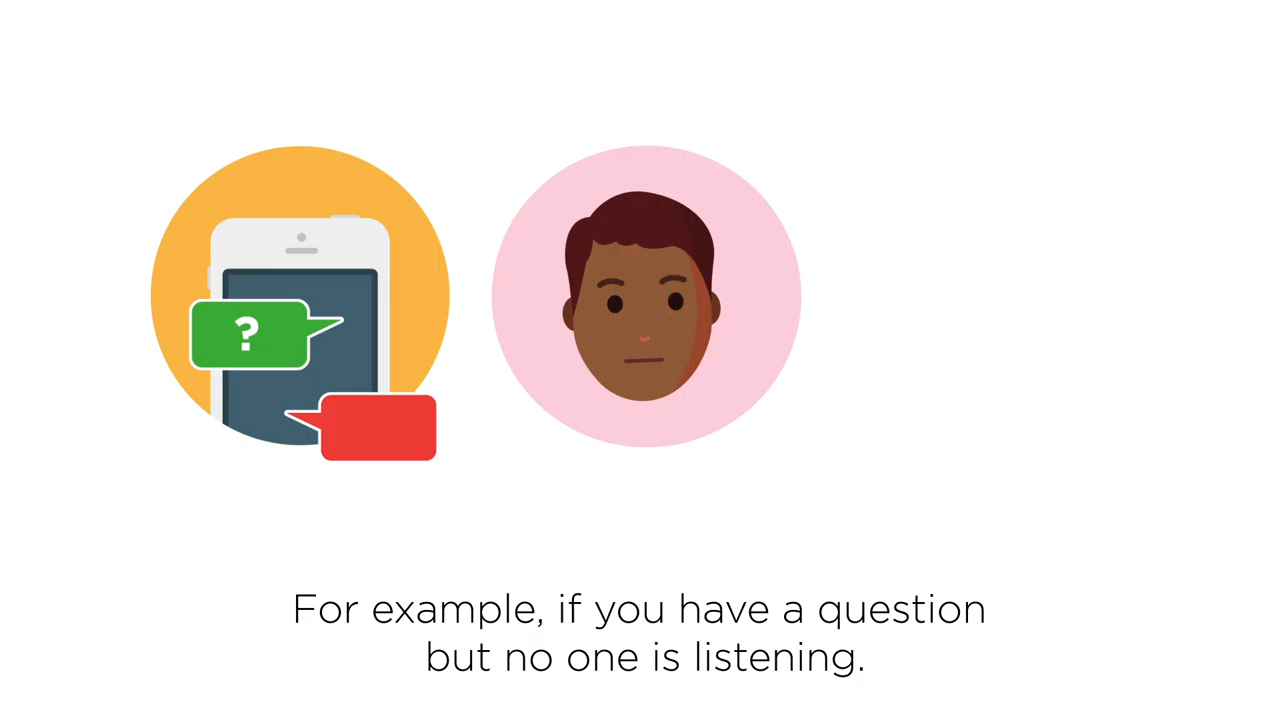 ?
For example, if you have a question
but no one is listening.